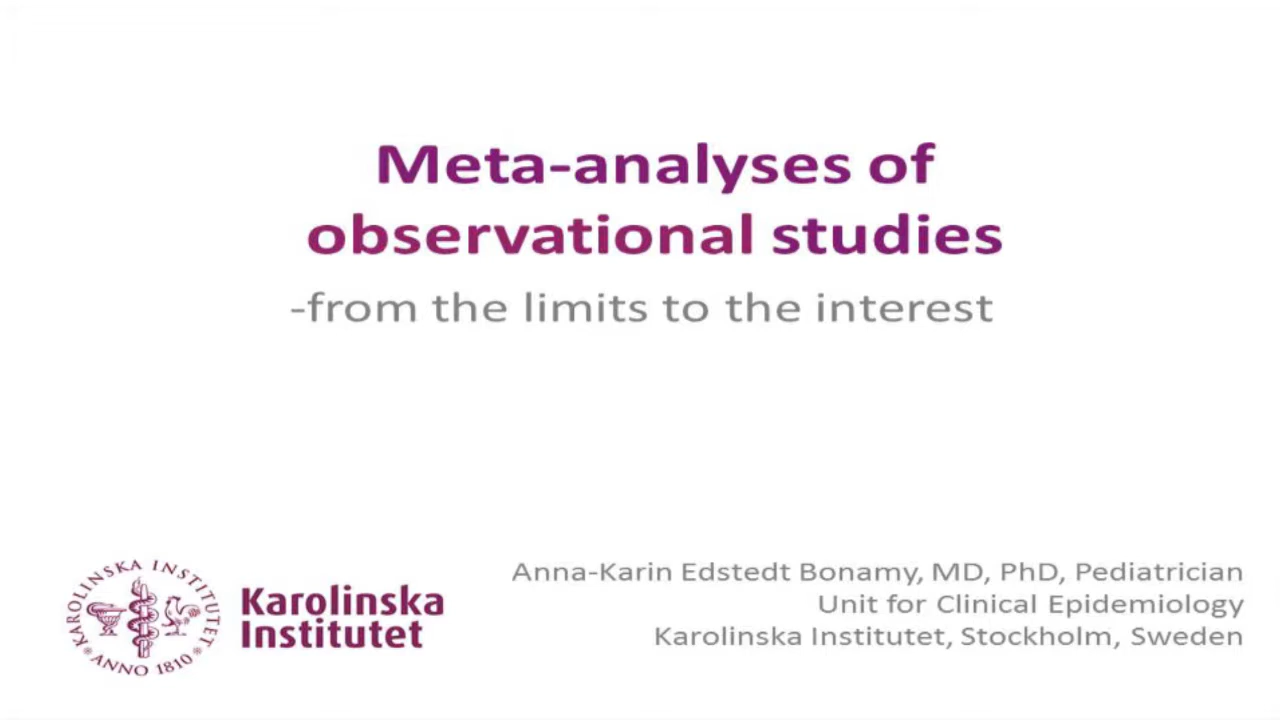 Meta-analyses of
observational studies
-from the limits to the interest
KAROLINSKA INSTITUTET
ANNO 1810
Karolinska
Institutet
Anna-Karin Edstedt Bonamy, MD, PhD, Pediatrician
Unit for Clinical Epidemiology
Karolinska Institutet, Stockholm, Sweden